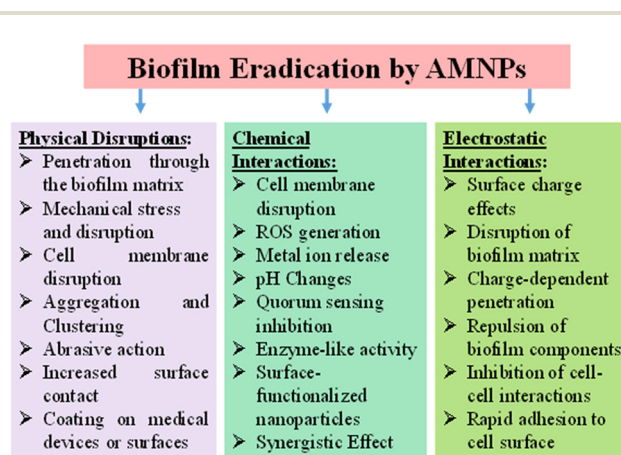 Biofilm Eradication by AMNPs
Physical Disruptions:
➢ Penetration through
the biofilm matrix
➢ Mechanical stress
and disruption
➢ Cell membrane
disruption
➢ Aggregation and
Clustering
➢ Abrasive action
➢ Increased surface
contact
➢ Coating on medical
devices or surfaces
Chemical
Interactions:
➢ Cell membrane
disruption
➢ ROS generation
➢ Metal ion release
➢ pH Changes
➢ Quorum sensing
inhibition
➢ Enzyme-like activity
➢ Surface-
functionalized
nanoparticles
➢ Synergistic Effect
Electrostatic
Interactions:
➢ Surface charge
effects
➢ Disruption of
biofilm matrix
➢ Charge-dependent
penetration
➢ Repulsion of
biofilm components
➢ Inhibition of cell-
cell interactions
➢ Rapid adhesion to
cell surface